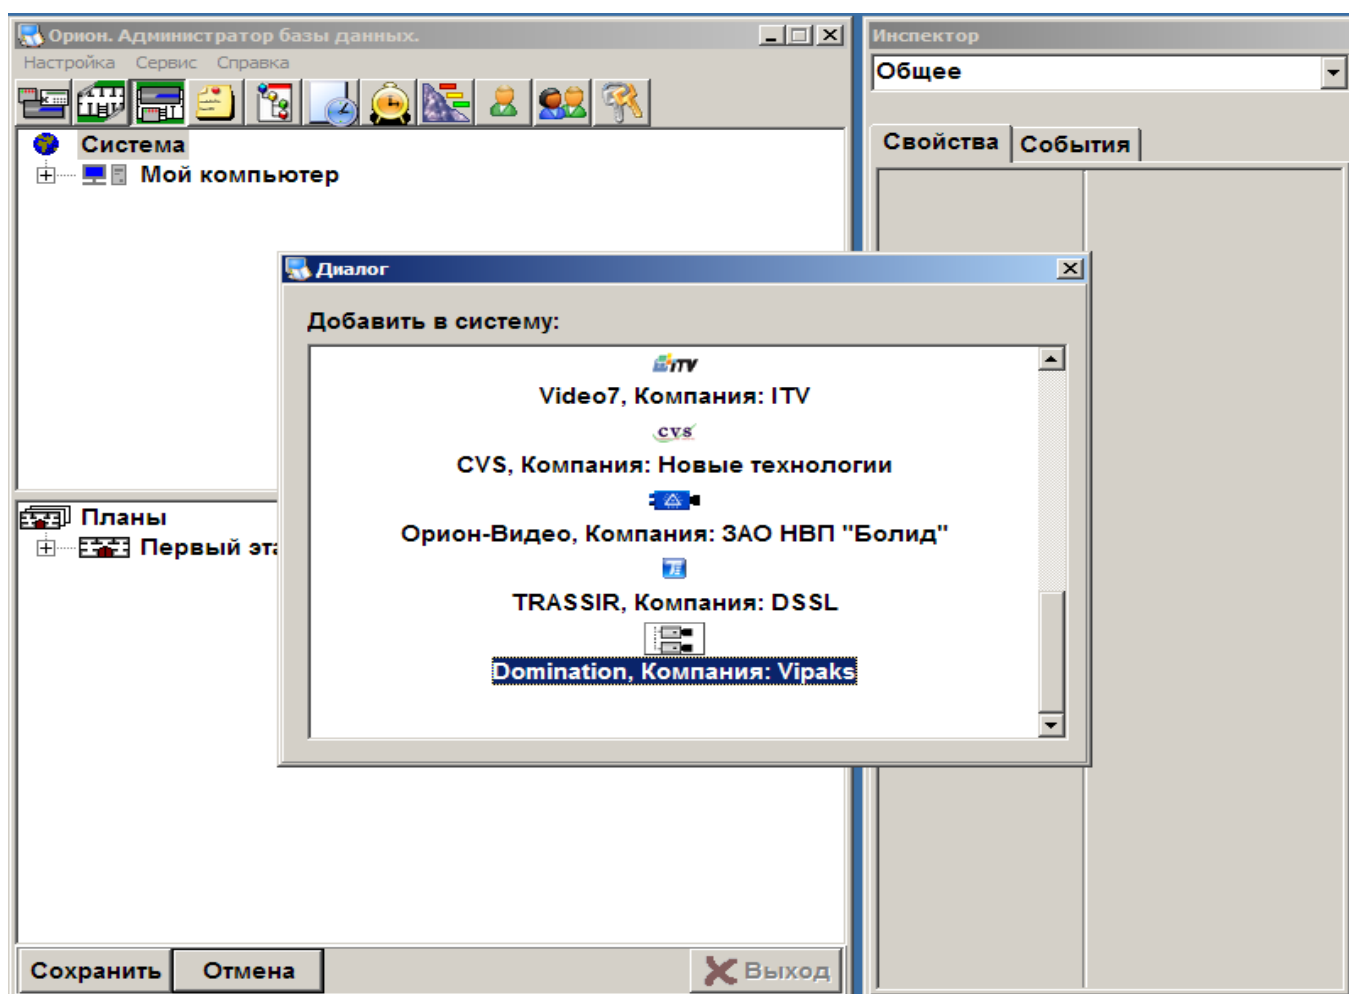 Орион. Администратор базы данных.
Настройка Сервис Справка
Система
Мой компьютер
Планы
Первый эта
Сохранить Отмена Выход
Инспектор
Общее
Свойства События
Диалог
Добавить в систему:
iTV
Video7, Компания: ITV
CVS
CVS, Компания: Новые технологии
Орион-Видео, Компания: ЗАО НВП "Болид"
TRASSIR, Компания: DSSL
Domination, Компания: Vipaks